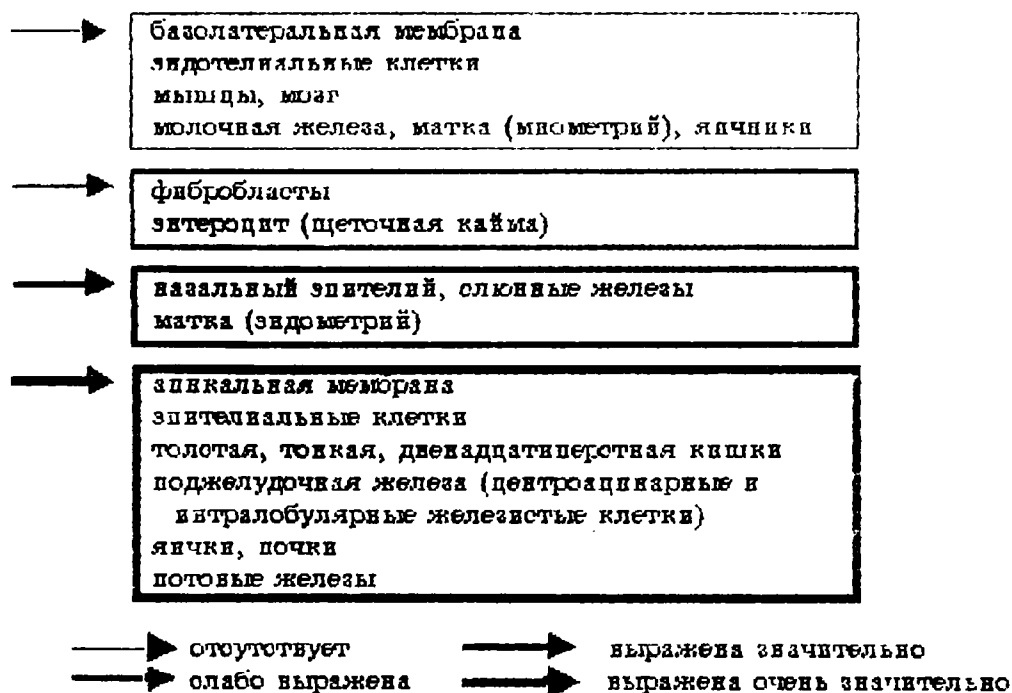 базолатеральная мембрана
эндотелиальные клетки
мышцы, мозг
молочная железа, матка (миометрий), яичники
фибробласты
энтероцит (щеточная кайма)
назальный эпителий, слюнные железы
матка (эндометрий)
апикальная мембрана
эпителиальные клетки
толстая, тонкая, двенадцатиперстная кишки
поджелудочная железа (центроацинарные и
интралобулярные железистые клетки)
яички, почки
потовые железы
отсутствует
выражена значительно
слабо выражена
выражена очень значительно